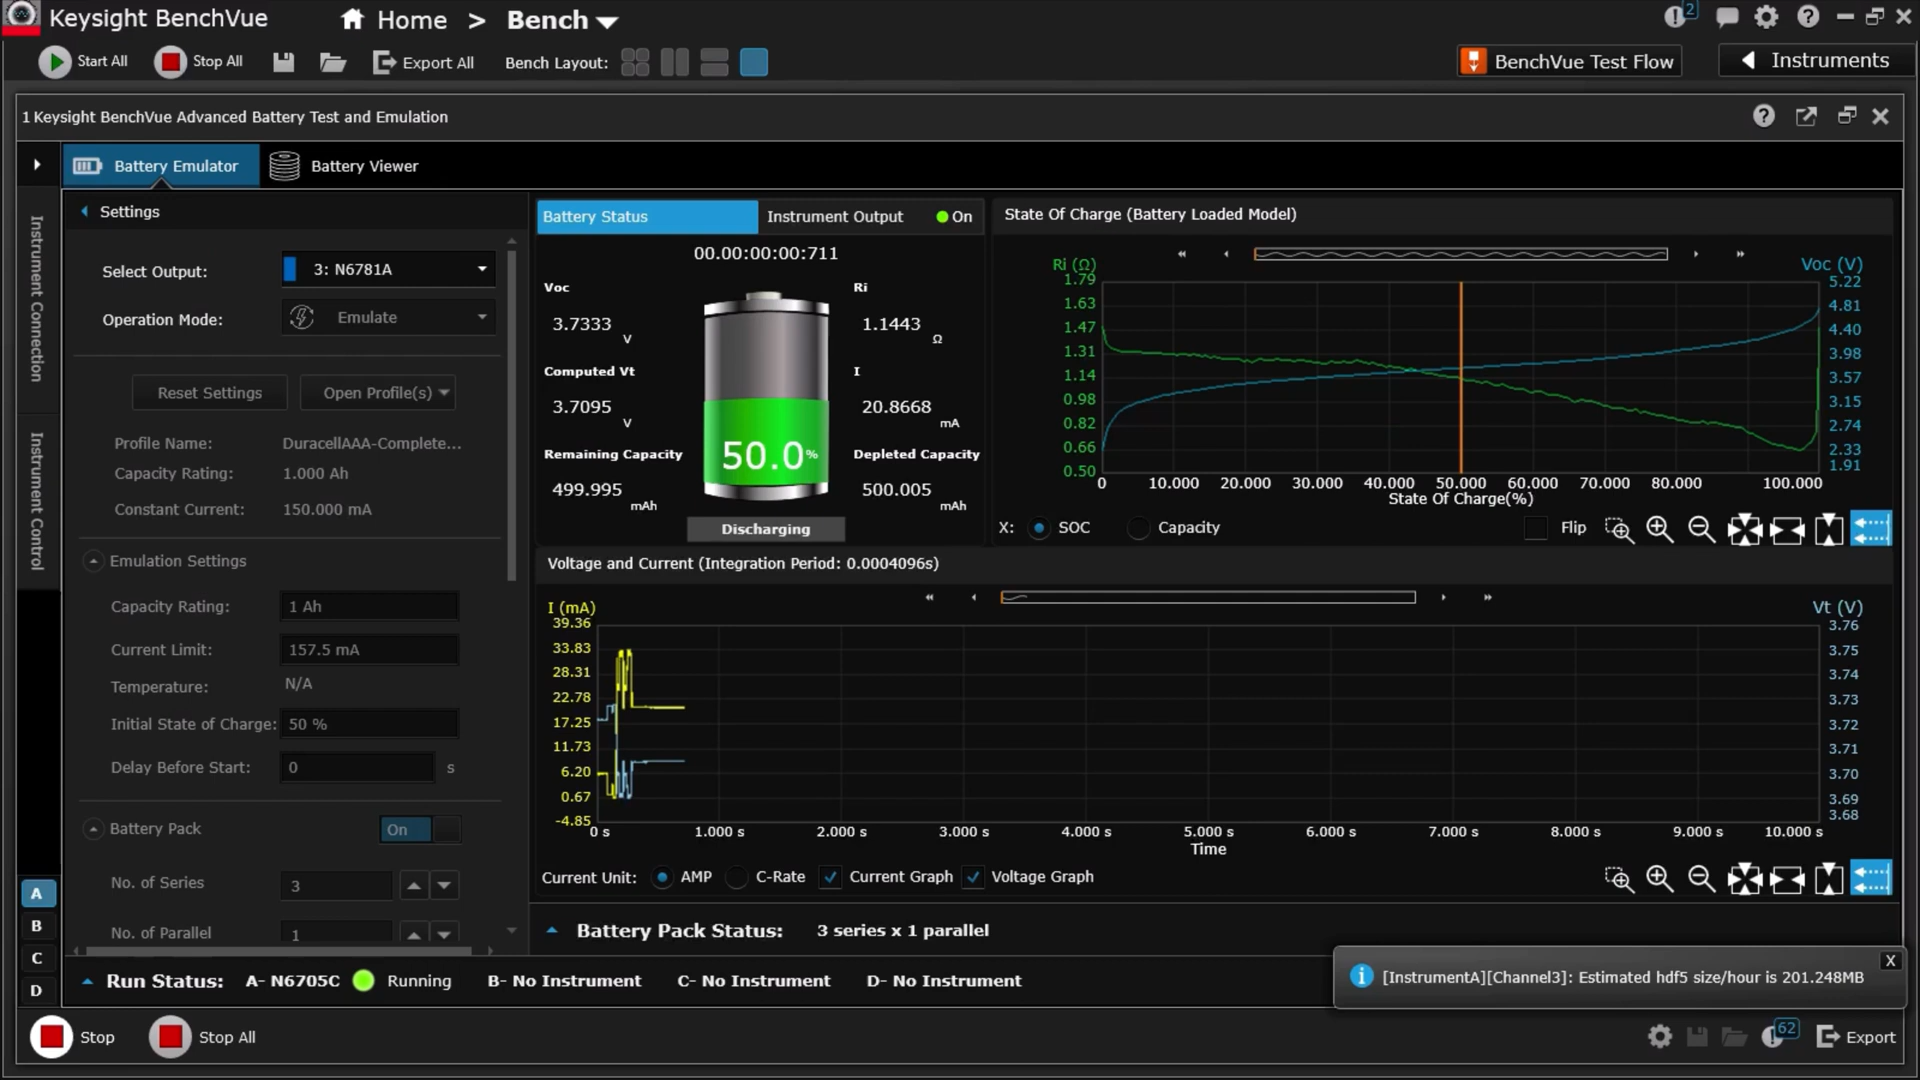 Keysight BenchVue
Home > Bench
2
Start All
Stop All
Export All
Bench Layout:
BenchVue Test Flow
Instruments
1 Keysight BenchVue Advanced Battery Test and Emulation
Battery Emulator
Battery Viewer
Instrument Connection
Instrument Control
Settings
Select Output: 3: N6781A
Operation Mode: Emulate
Reset Settings
Open Profile(s)
Profile Name: DuracellAAA-Complete...
Capacity Rating: 1.000 Ah
Constant Current: 150.000 mA
Emulation Settings
Capacity Rating: 1 Ah
Current Limit: 157.5 mA
Temperature: N/A
Initial State of Charge: 50 %
Delay Before Start: 0 s
Battery Pack On
No. of Series 3
No. of Parallel 1
A
B
C
D
Battery Status
Instrument Output On
00.00:00:00:711
Voc
3.7333
V
Computed Vt
3.7095
V
Remaining Capacity
499.995
mAh
50.0%
Discharging
Ri
1.1443
Ω
I
20.8668
mA
Depleted Capacity
500.005
mAh
State Of Charge (Battery Loaded Model)
Ri (Ω)
1.79
1.63
1.47
1.31
1.14
0.98
0.82
0.66
0.50
Voc (V)
5.22
4.81
4.40
3.98
3.57
3.15
2.74
2.33
1.91
0 10.000 20.000 30.000 40.000 50.000 60.000 70.000 80.000 100.000
State Of Charge(%)
X: SOC Capacity
Flip
Voltage and Current (Integration Period: 0.0004096s)
I (mA)
39.36
33.83
28.31
22.78
17.25
11.73
6.20
0.67
-4.85
Vt (V)
3.76
3.75
3.74
3.73
3.72
3.71
3.70
3.69
3.68
0 s 1.000 s 2.000 s 3.000 s 4.000 s 5.000 s 6.000 s 7.000 s 8.000 s 9.000 s 10.000 s
Time
Current Unit: AMP C-Rate Current Graph Voltage Graph
Battery Pack Status: 3 series x 1 parallel
Run Status: A- N6705C Running B- No Instrument C- No Instrument D- No Instrument
[InstrumentA][Channel3]: Estimated hdf5 size/hour is 201.248MB
X
Stop
Stop All
62
Export